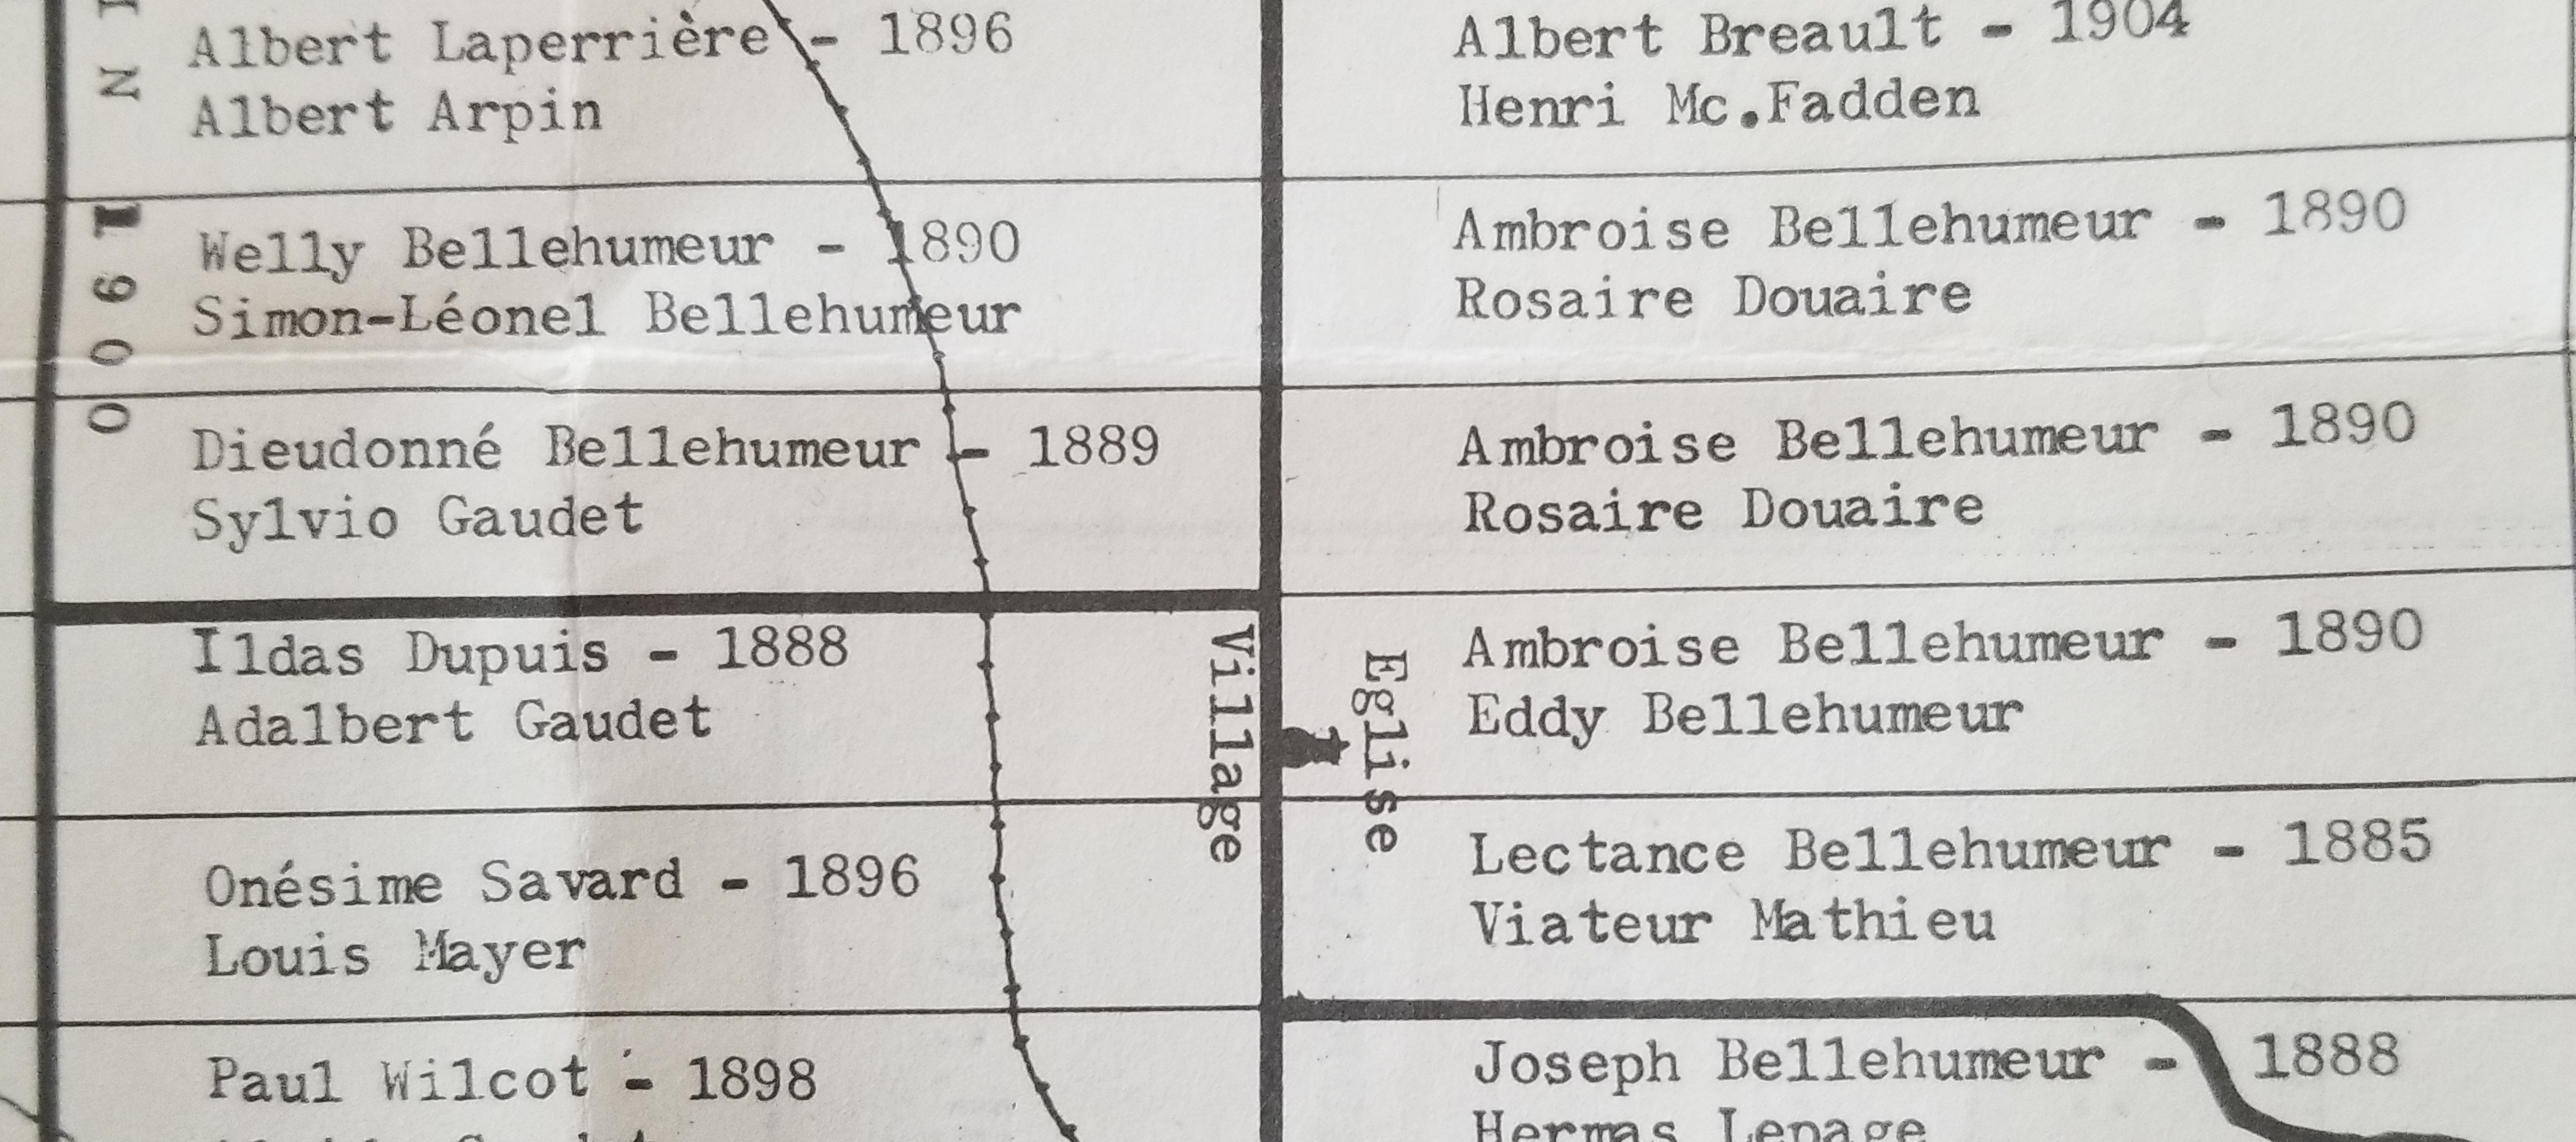 Albert Laperrière - 1896
Albert Arpin
Welly Bellehumeur - 1890
Simon-Léonel Bellehumeur
Dieudonné Bellehumeur - 1889
Sylvio Gaudet
Ildas Dupuis - 1888
Adalbert Gaudet
Onésime Savard - 1896
Louis Mayer
Paul Wilcot - 1898
N 1900
Village
Eglise
Albert Breault - 1904
Henri Mc.Fadden
Ambroise Bellehumeur - 1890
Rosaire Douaire
Ambroise Bellehumeur - 1890
Rosaire Douaire
Ambroise Bellehumeur - 1890
Eddy Bellehumeur
Lectance Bellehumeur - 1885
Viateur Mathieu
Joseph Bellehumeur - 1888
Hermas Lepage